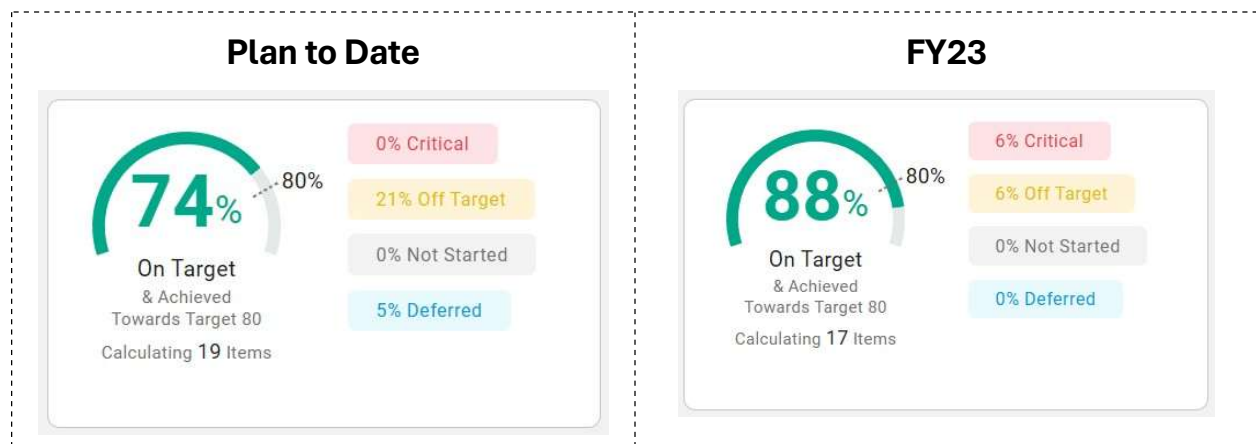 Plan to Date
74%
80%
On Target
& Achieved
Towards Target 80
Calculating 19 Items
0% Critical
21% Off Target
0% Not Started
5% Deferred
FY23
88%
80%
On Target
& Achieved
Towards Target 80
Calculating 17 Items
6% Critical
6% Off Target
0% Not Started
0% Deferred